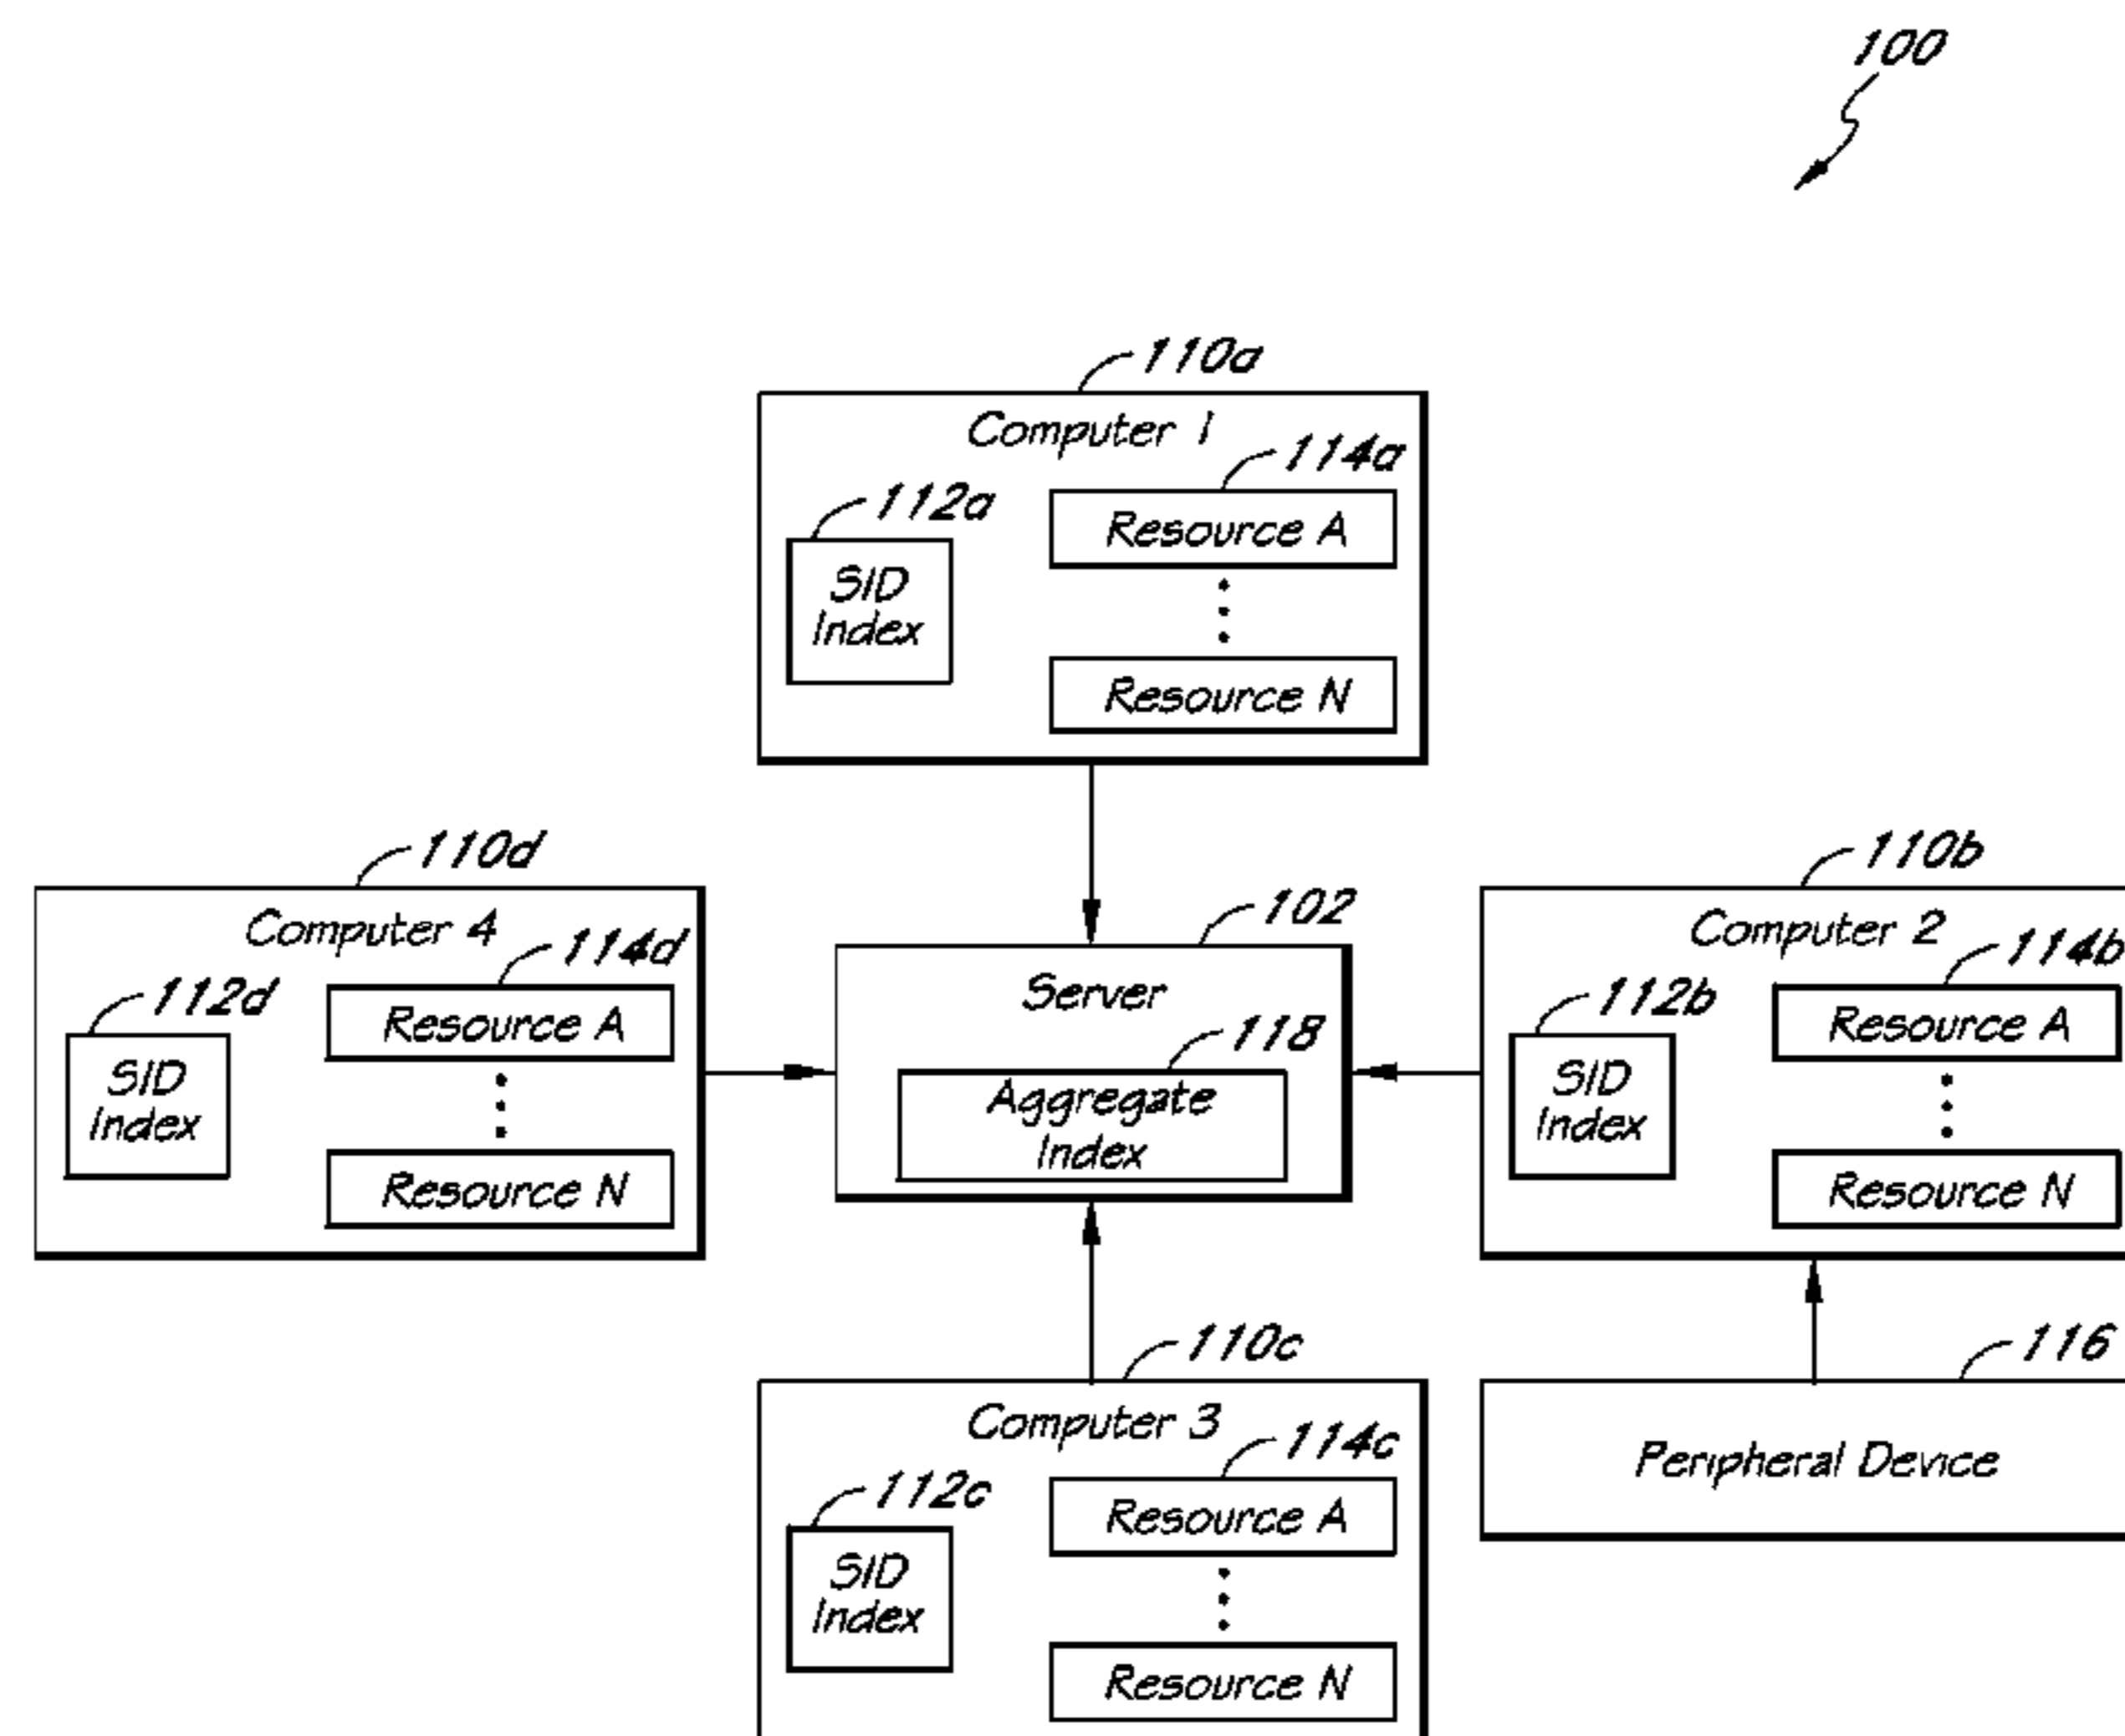 100
110a
Computer 1
114a
112a
Resource A
SID
Index
Resource N
110d
Computer 4
114d
112d
Resource A
SID
Index
Resource N
102
Server
118
Aggregate
Index
110b
Computer 2
114b
112b
Resource A
SID
Index
Resource N
110c
Computer 3
114c
112c
Resource A
SID
Index
Resource N
116
Peripheral Device